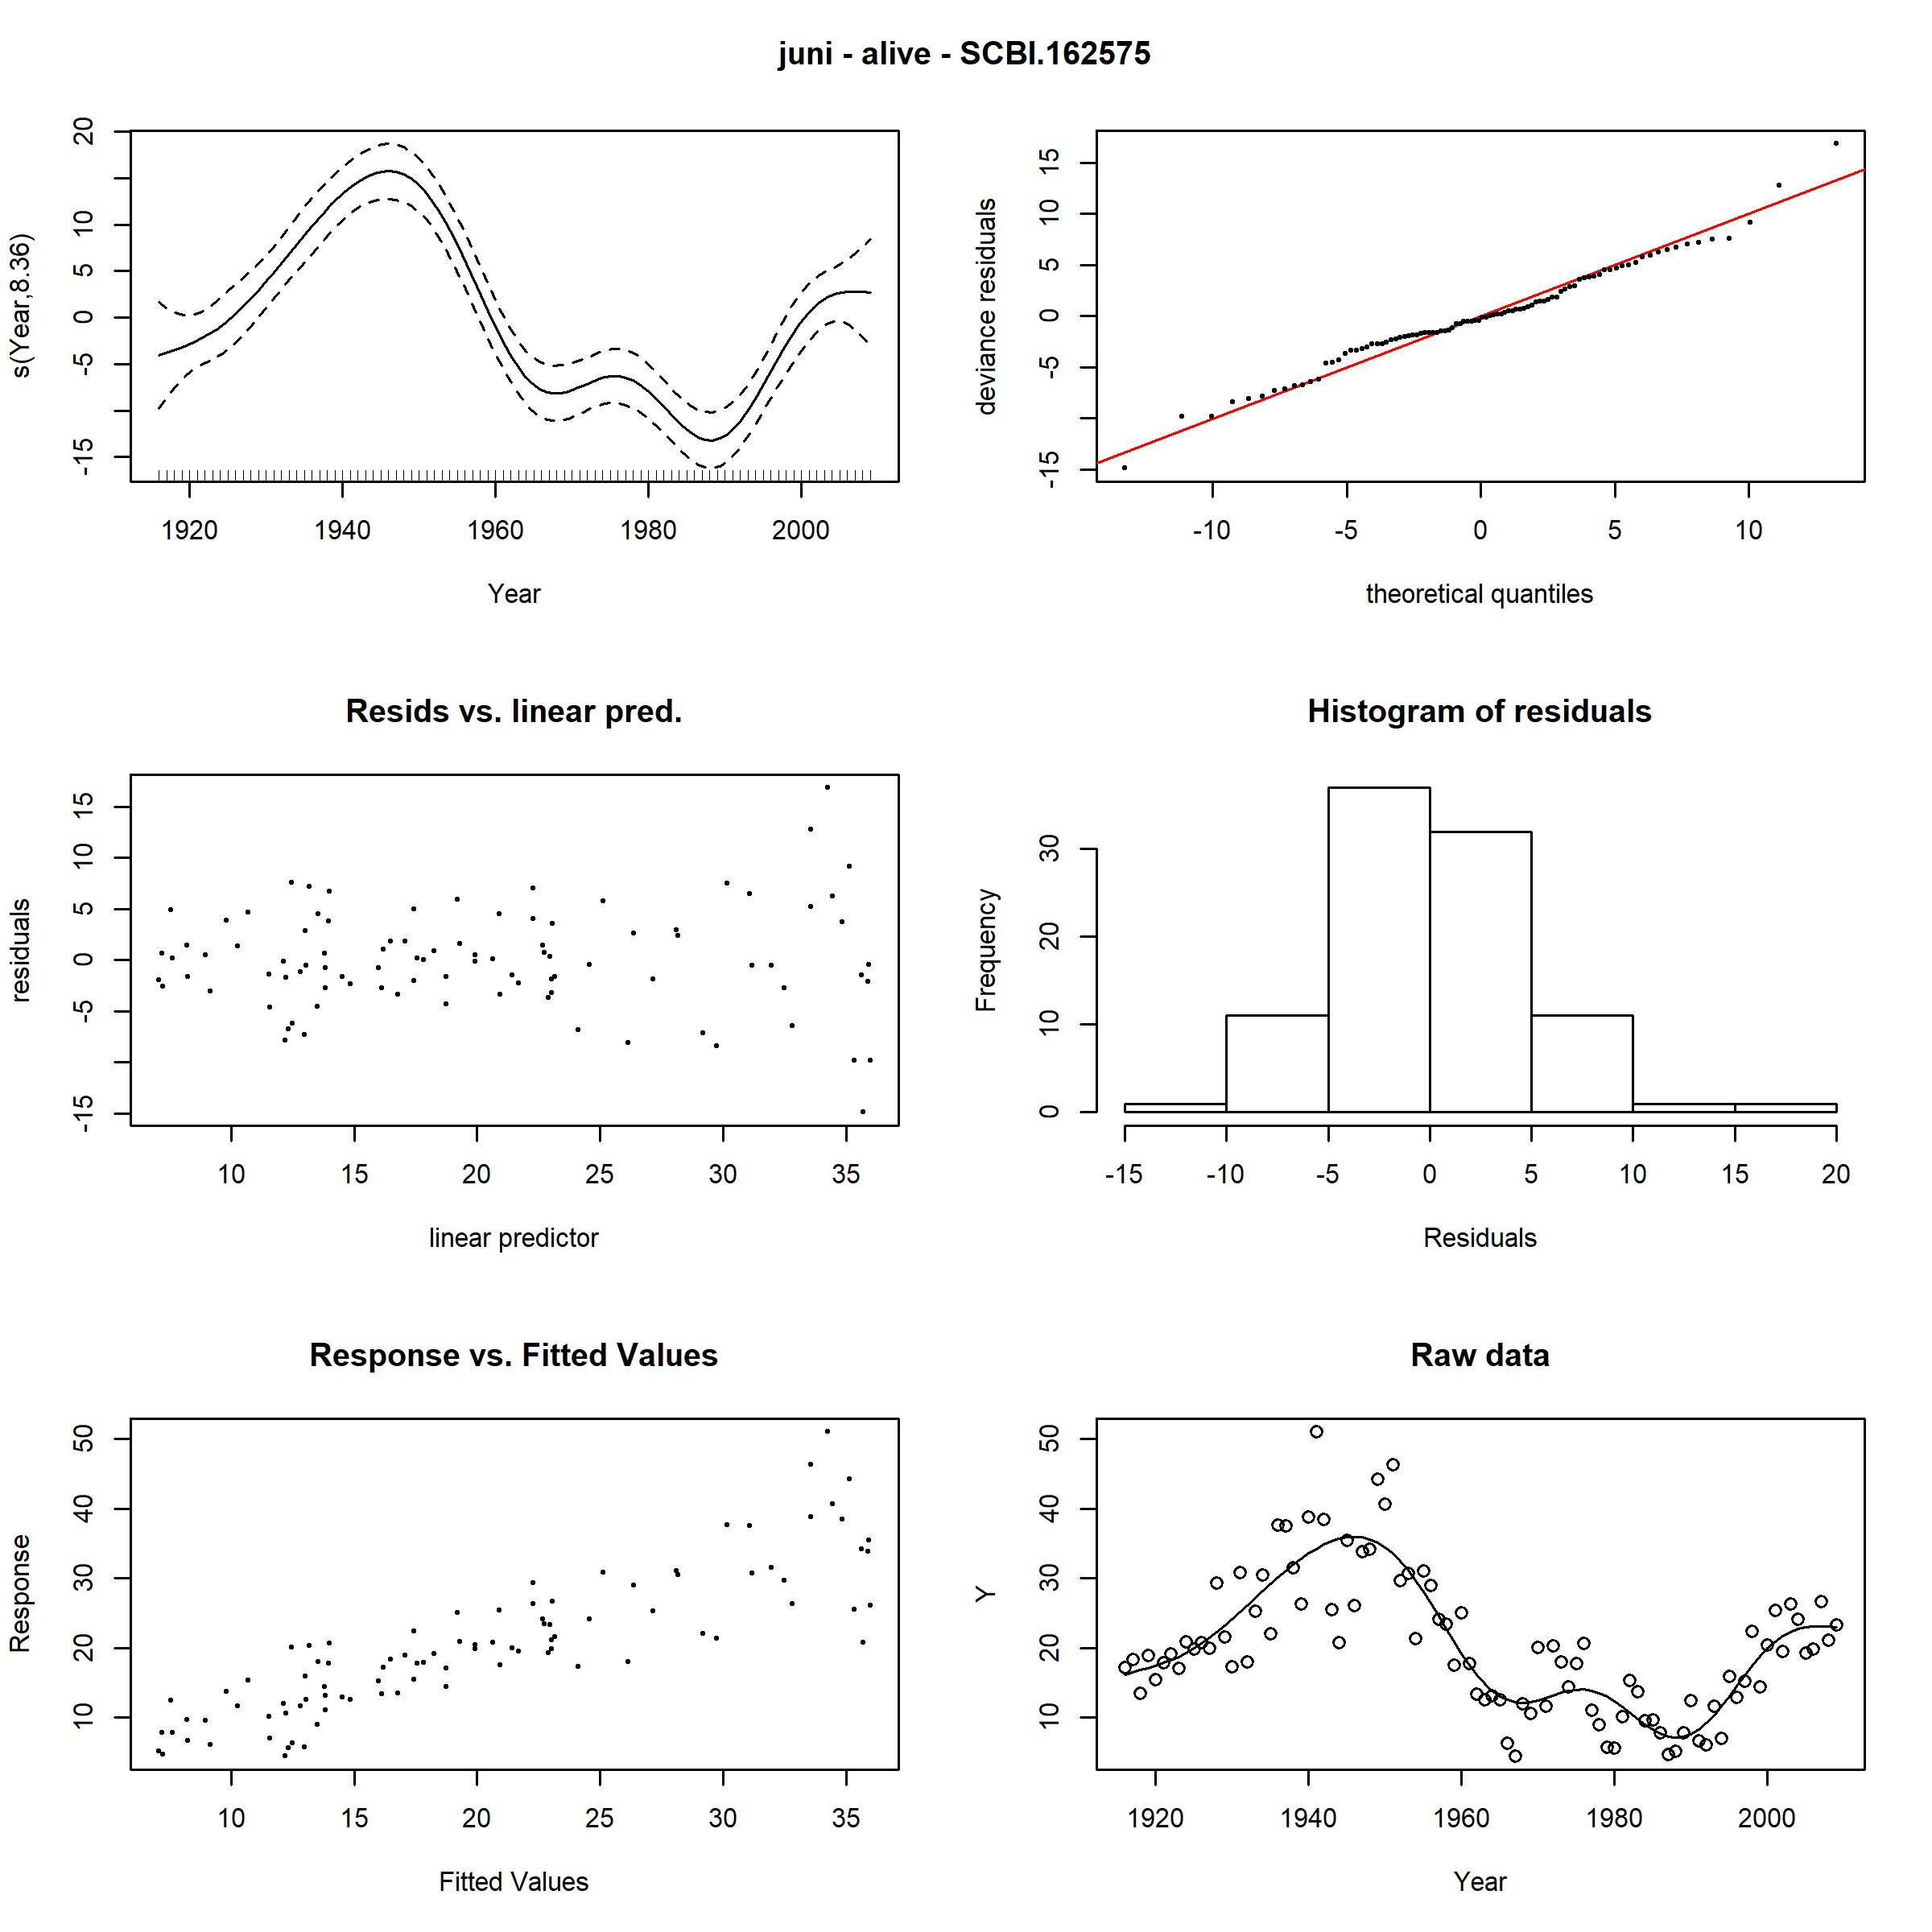 juni - alive - SCBI.162575
s(Year,8.36)
-15 -5 0 5 10 20
1920 1940 1960 1980 2000
Year
deviance residuals
-15 -5 0 5 10 15
-10 -5 0 5 10
theoretical quantiles
Resids vs. linear pred.
residuals
-15 -5 0 5 10 15
10 15 20 25 30 35
linear predictor
Histogram of residuals
Frequency
0 10 20 30
-15 -10 -5 0 5 10 15 20
Residuals
Response vs. Fitted Values
Response
10 20 30 40 50
10 15 20 25 30 35
Fitted Values
Raw data
Y
10 20 30 40 50
1920 1940 1960 1980 2000
Year